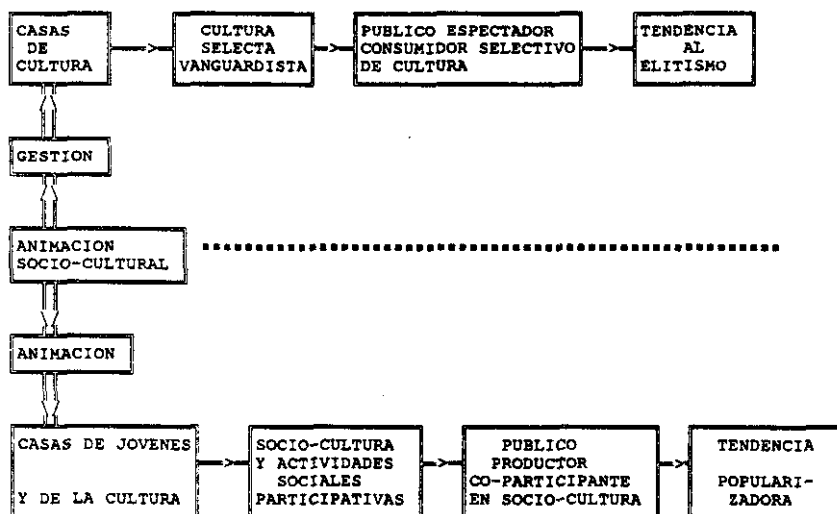 CASAS
DE
CULTURA
CULTURA
SELECTA
VANGUARDISTA
PUBLICO ESPECTADOR
CONSUMIDOR SELECTIVO
DE CULTURA
TENDENCIA
AL
ELITISMO
GESTION
ANIMACION
SOCIO-CULTURAL
ANIMACION
CASAS DE JOVENES
Y DE LA CULTURA
SOCIO-CULTURA
Y ACTIVIDADES
SOCIALES
PARTICIPATIVAS
PUBLICO
PRODUCTOR
CO-PARTICIPANTE
EN SOCIO-CULTURA
TENDENCIA
POPULARI-
ZADORA